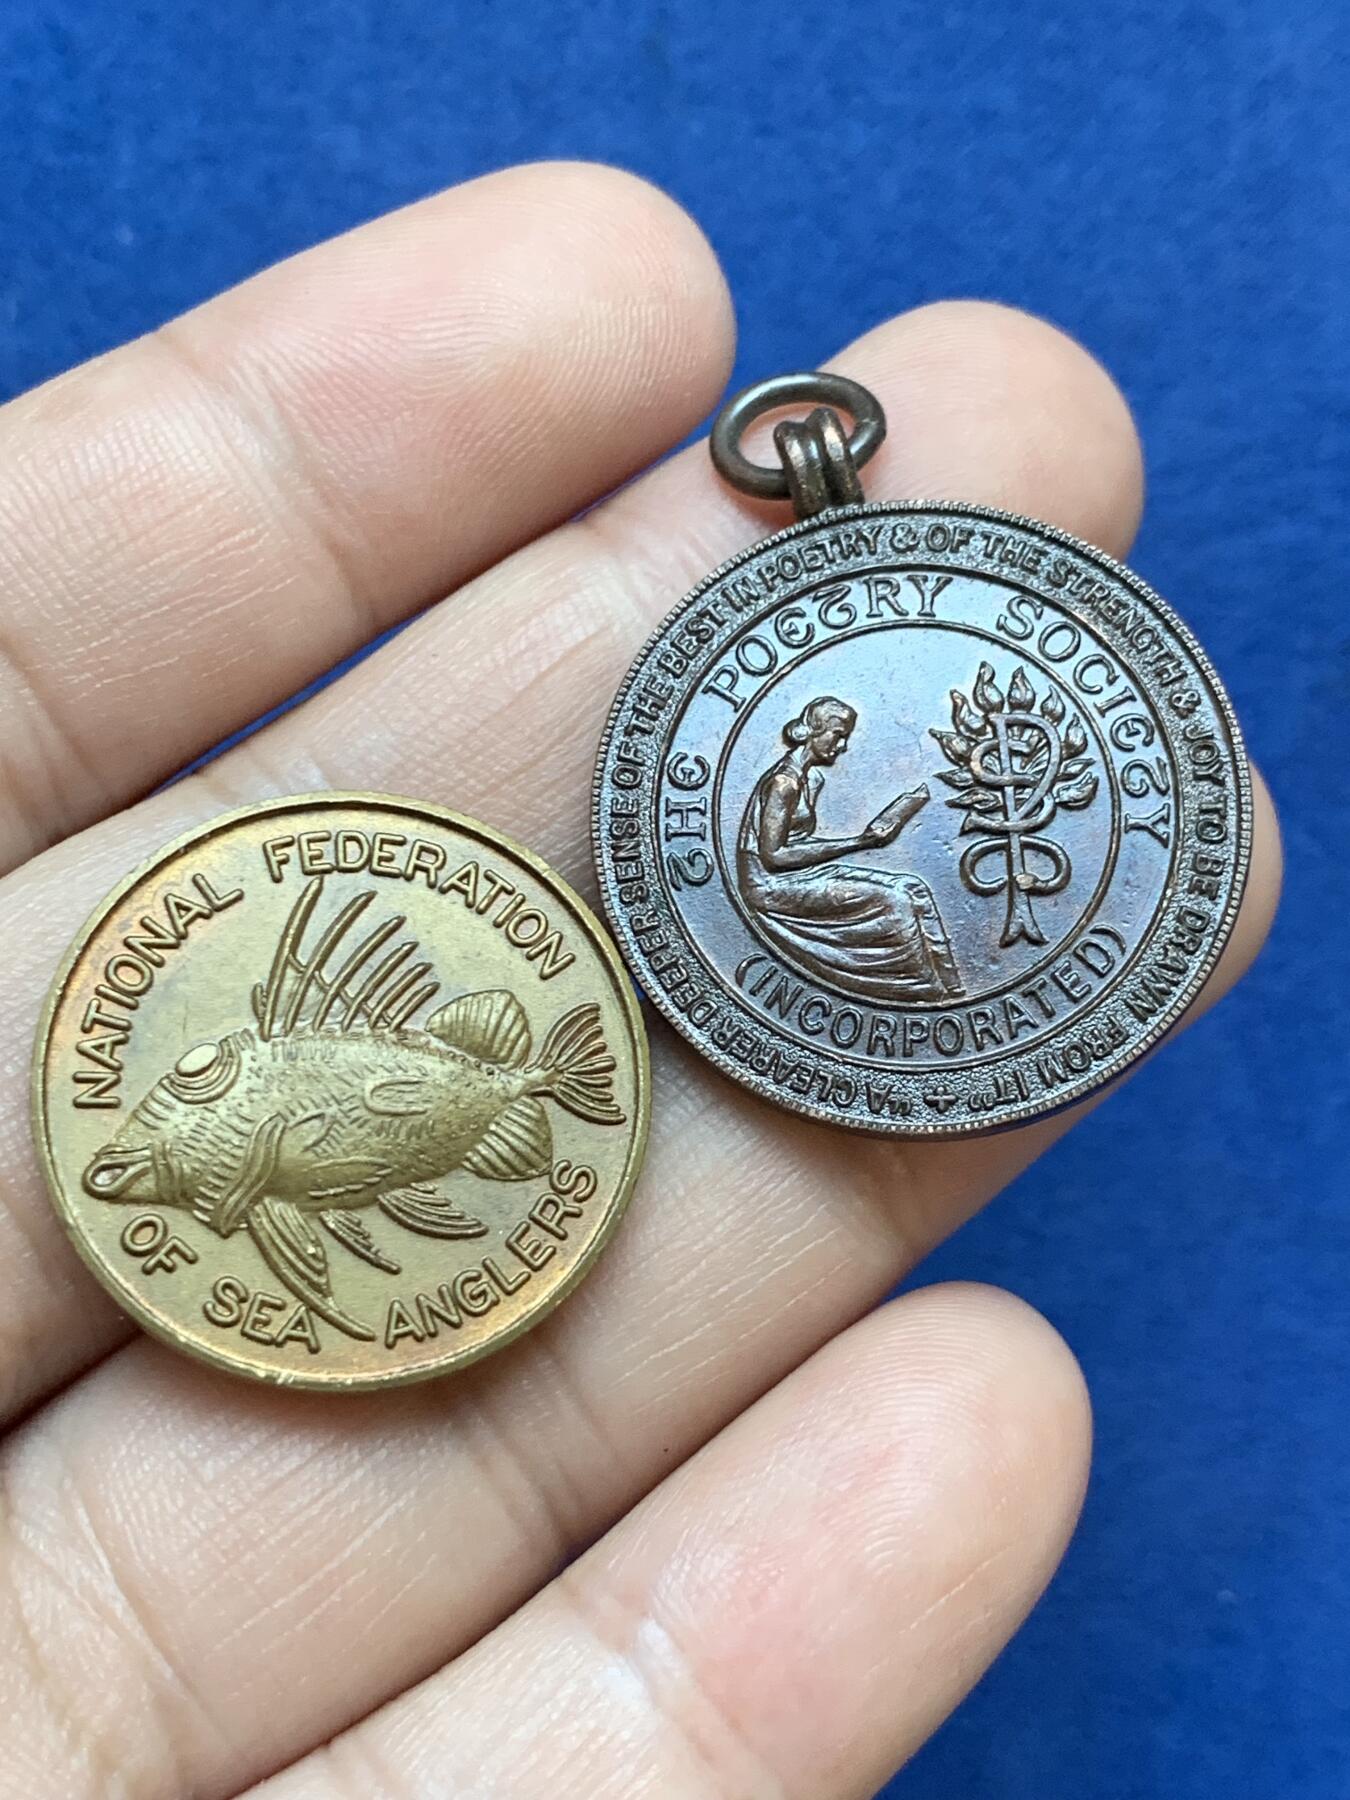 NATIONAL FEDERATION
OF SEA ANGLERS
THE POETRY SOCIETY
(INCORPORATED)
+ "A CLEARER DEEPER SENSE OF THE BEST IN POETRY & OF THE STRENGTH & JOY TO BE DRAWN FROM IT"